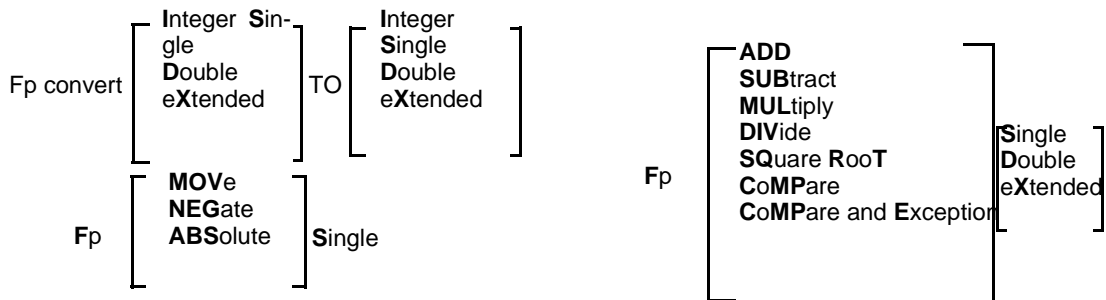 Fp convert
Integer Sin-
gle
Double
eXtended
TO
Integer
Single
Double
eXtended
Fp
MOVe
NEGate
ABSolute
Single
Fp
ADD
SUBtract
MULtiply
DIVide
SQuare RooT
CoMPare
CoMPare and Exception
Single
Double
eXtended